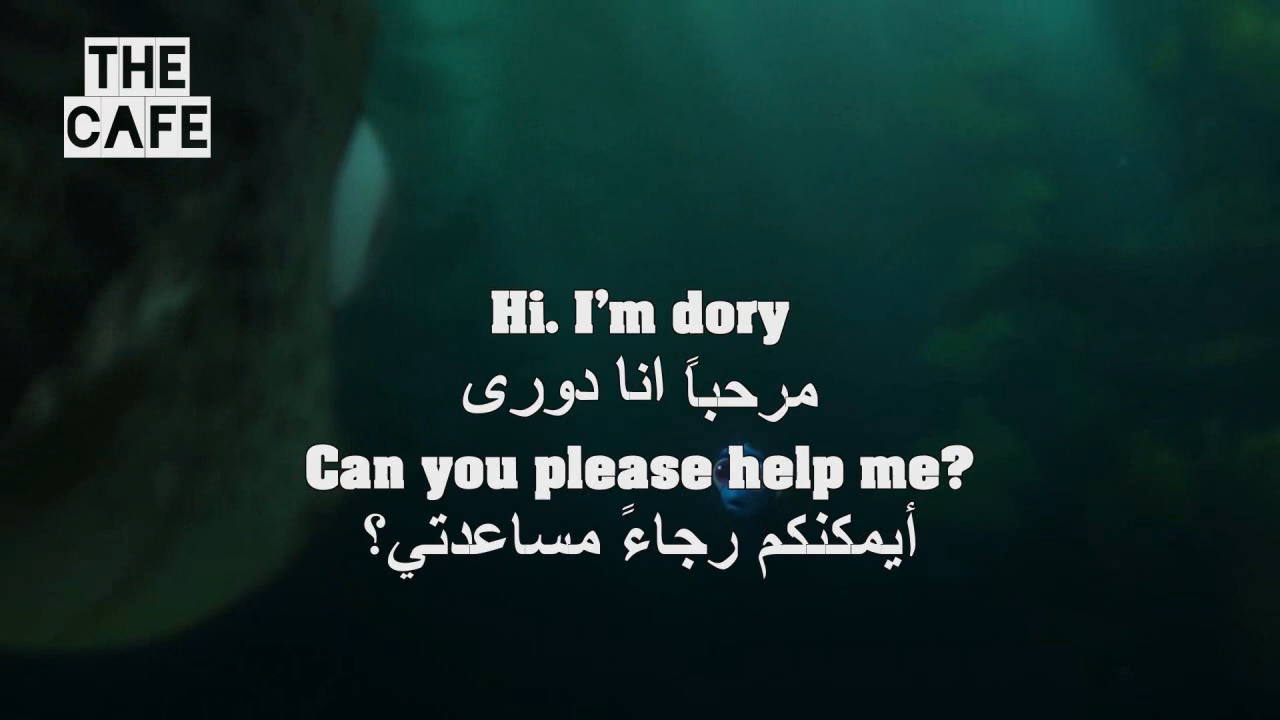 THE
CAFE
Hi. I'm dory
مرحباً انا دورى
Can you please help me?
أيمكنكم رجاءً مساعدتي؟